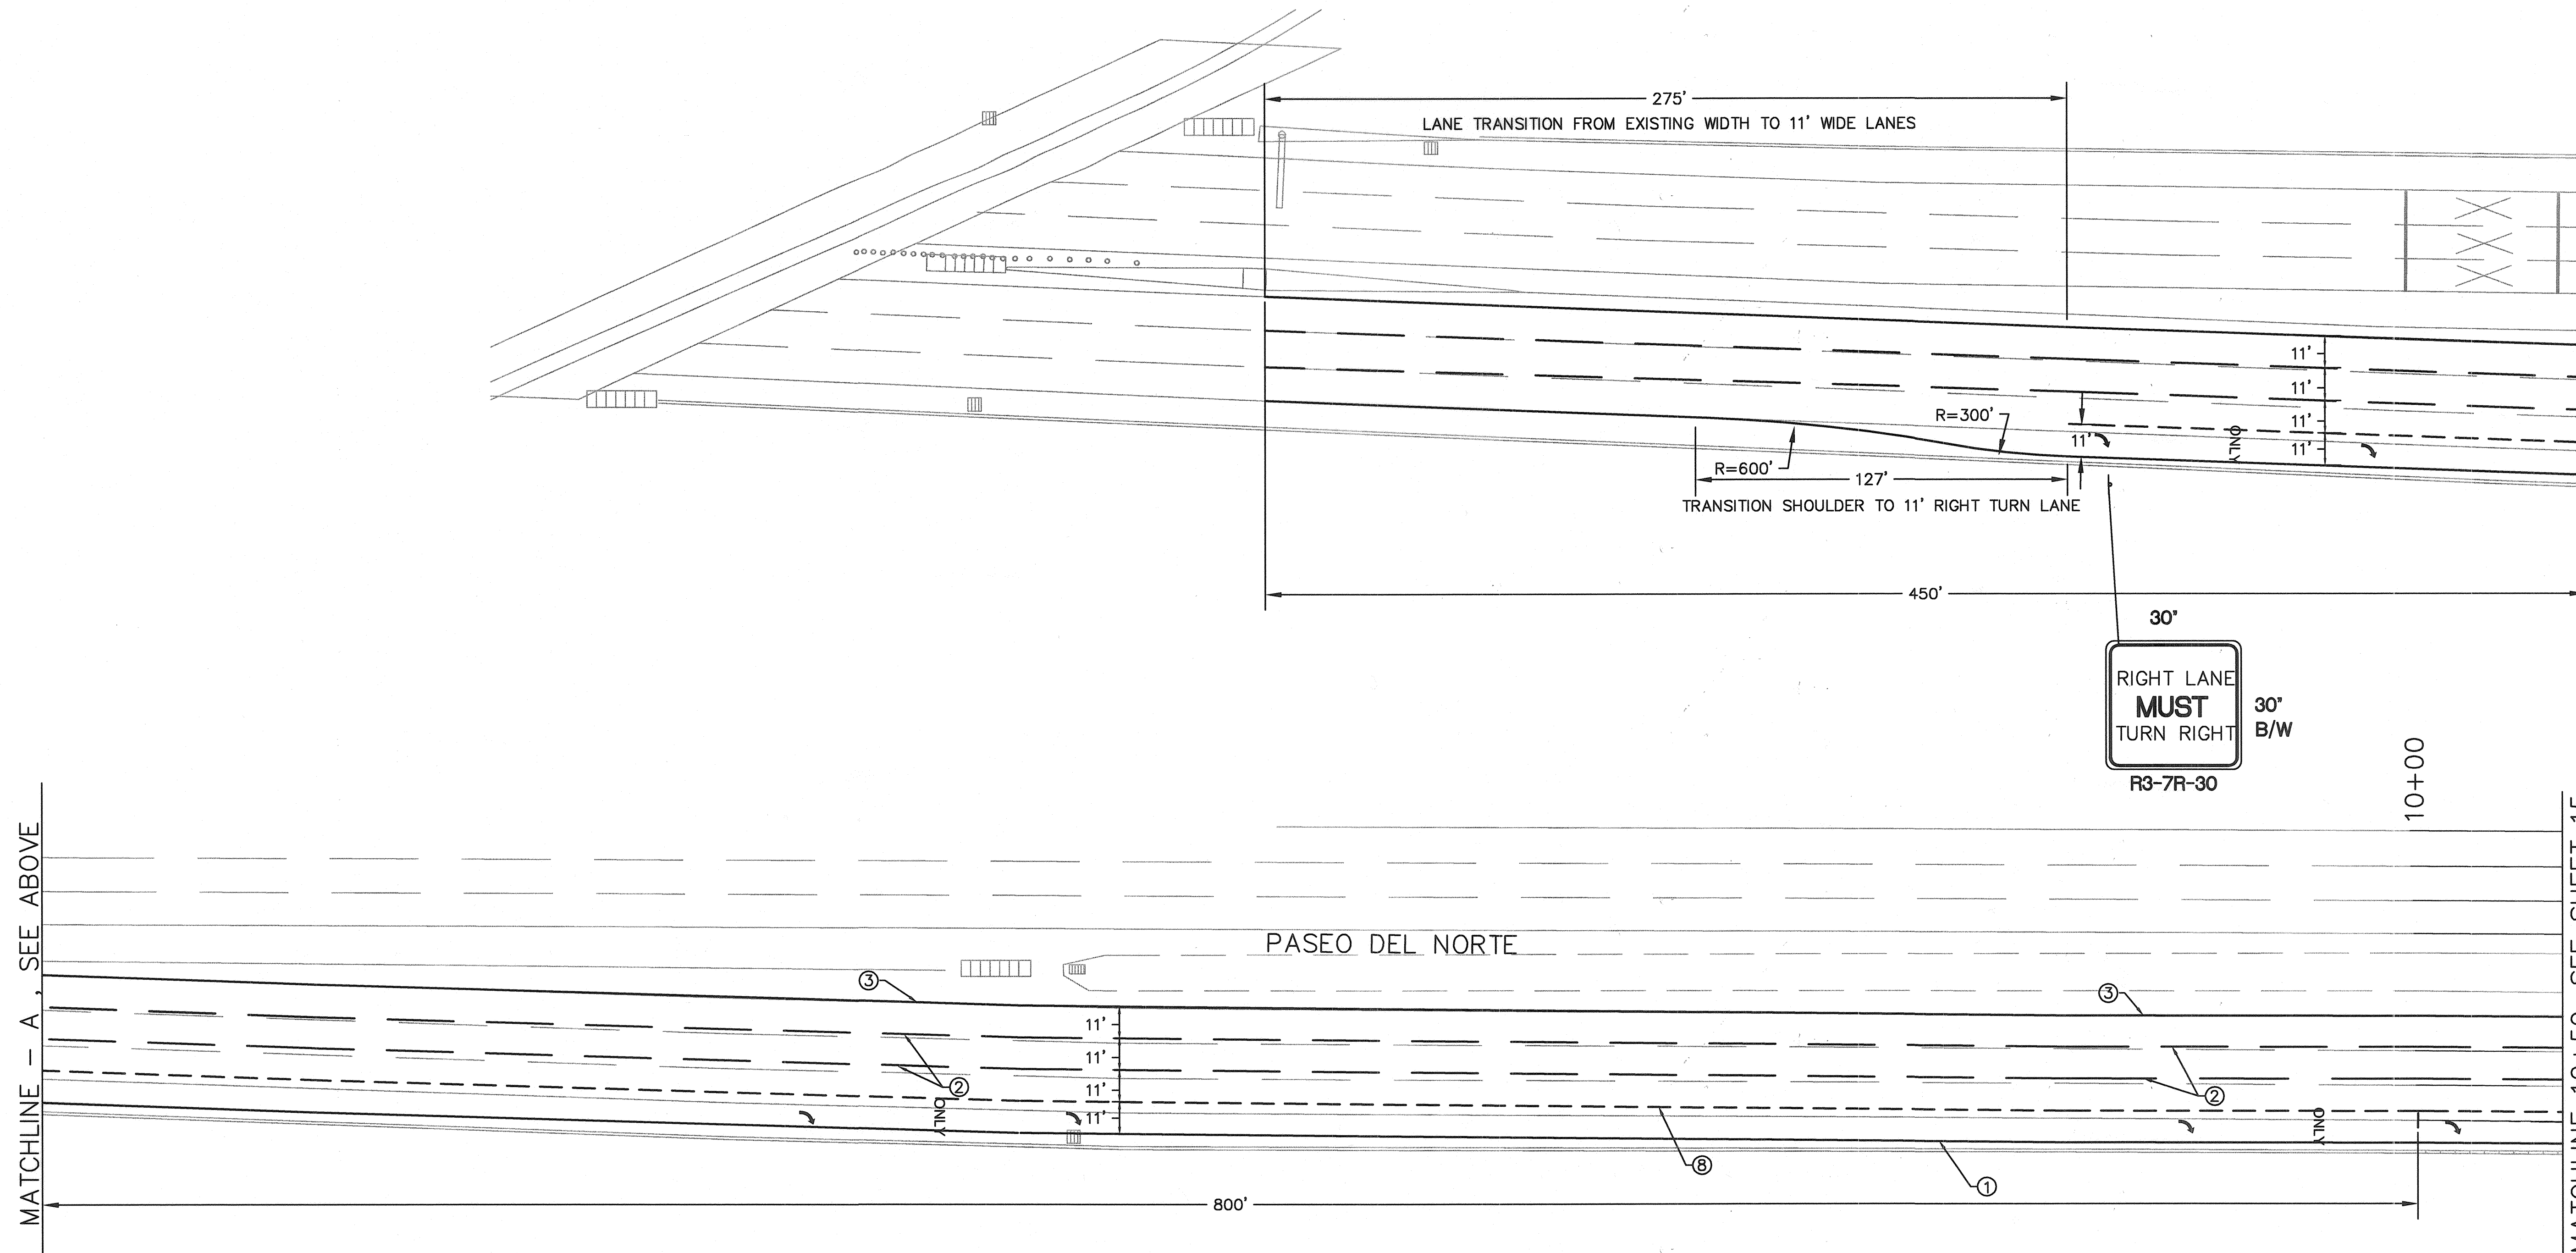 275'
LANE TRANSITION FROM EXISTING WIDTH TO 11' WIDE LANES
11'
11'
11'
11'
R=300'
11'
ONLY
R=600'
127'
TRANSITION SHOULDER TO 11' RIGHT TURN LANE
450'
30"
RIGHT LANE
MUST
TURN RIGHT
30"
B/W
R3-7R-30
10+00
MATCHLINE - A, SEE ABOVE
PASEO DEL NORTE
3
3
11'
11'
11'
11'
2
2
ONLY
ONLY
8
1
800'